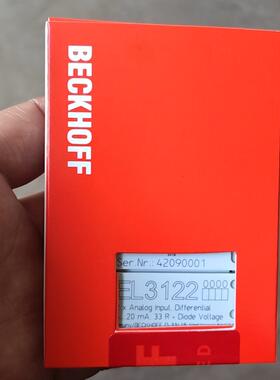 BECKHOFF
Ser.Nr.: 42090001
EL3122
Analog Input, Differential
20 mA 33 R + Diode Voltage